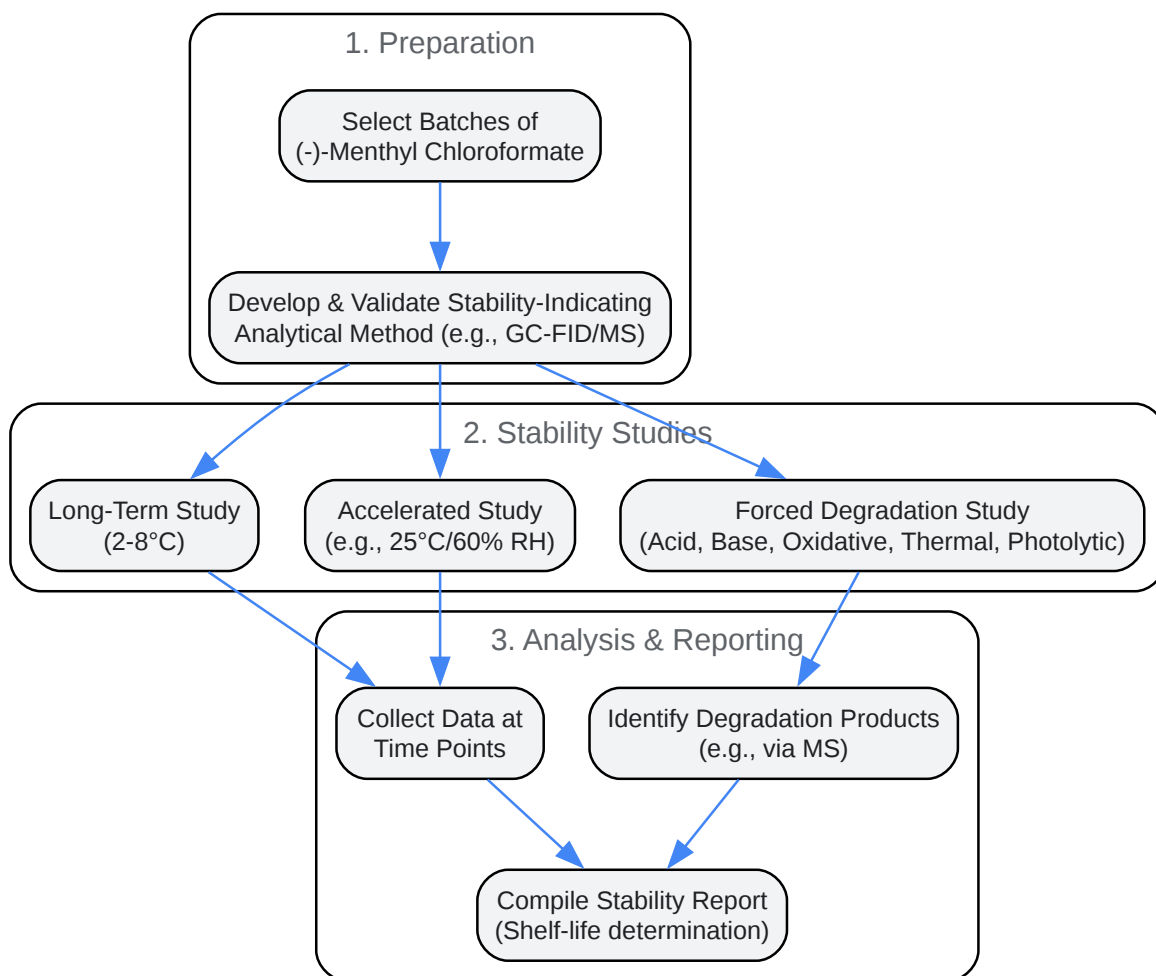 1. Preparation
Select Batches of
(-)-Menthyl Chloroformate
Develop & Validate Stability-Indicating
Analytical Method (e.g., GC-FID/MS)
2. Stability Studies
Long-Term Study
(2-8°C)
Accelerated Study
(e.g., 25°C/60% RH)
Forced Degradation Study
(Acid, Base, Oxidative, Thermal, Photolytic)
3. Analysis & Reporting
Collect Data at
Time Points
Identify Degradation Products
(e.g., via MS)
Compile Stability Report
(Shelf-life determination)